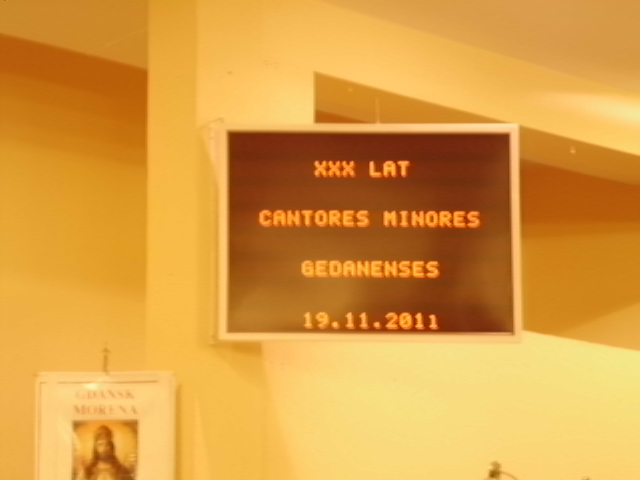 XXX LAT
CANTORES MINORES
GEDANENSES
19.11.2011
GDAŃSK
MORENA